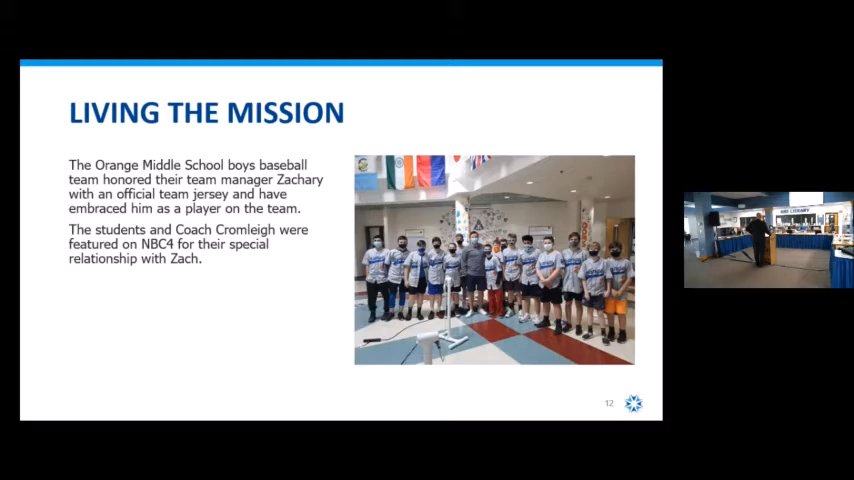 LIVING THE MISSION
The Orange Middle School boys baseball
team honored their team manager Zachary
with an official team jersey and have
embraced him as a player on the team.
The students and Coach Cromleigh were
featured on NBC4 for their special
relationship with Zach.
12